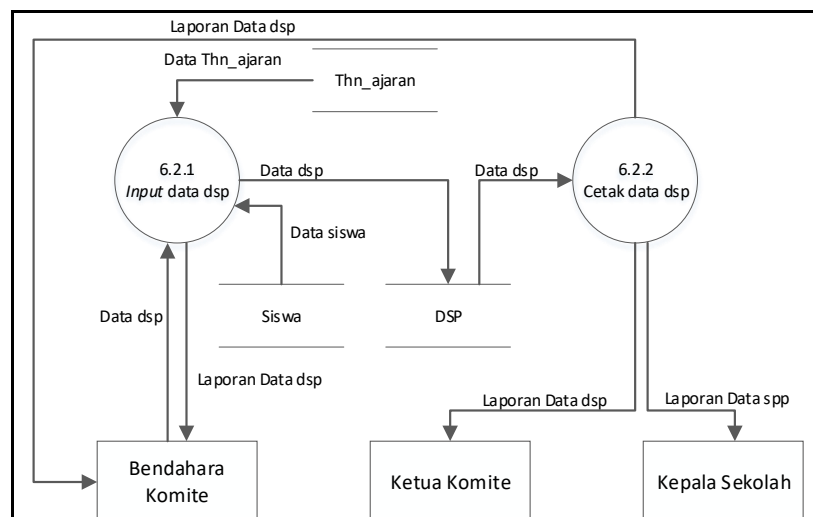 Laporan Data dsp
Data Thn_ajaran
Thn_ajaran
6.2.1
Input data dsp
Data dsp
Data dsp
6.2.2
Cetak data dsp
Data siswa
Data dsp
Siswa
DSP
Laporan Data dsp
Laporan Data dsp
Laporan Data spp
Bendahara
Komite
Ketua Komite
Kepala Sekolah